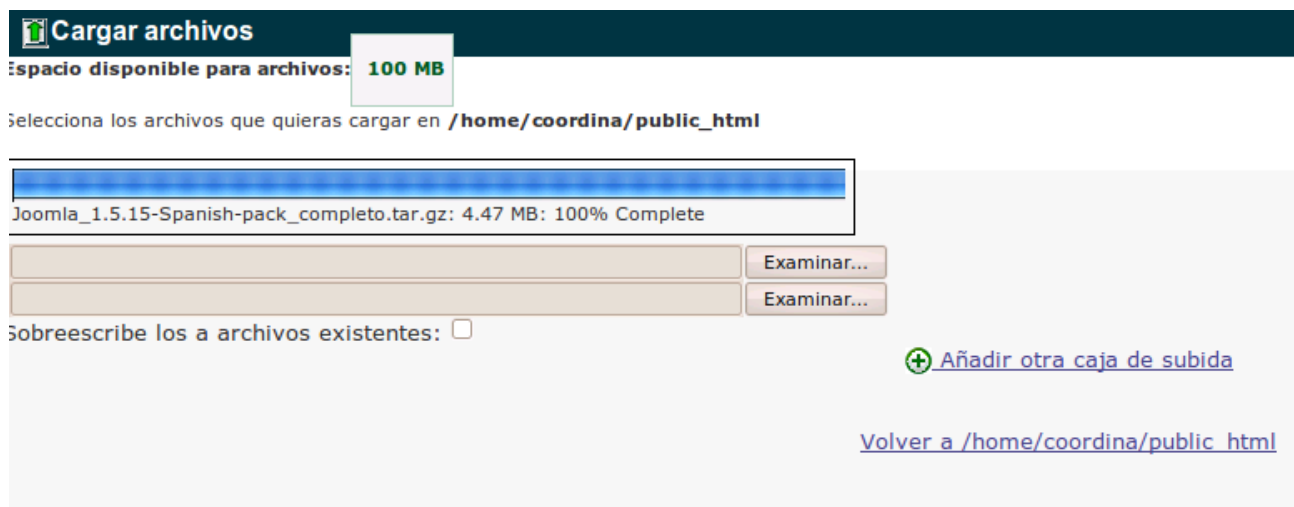 Cargar archivos
Espacio disponible para archivos: 100 MB
Selecciona los archivos que quieras cargar en /home/coordina/public_html
Joomla_1.5.15-Spanish-pack_completo.tar.gz: 4.47 MB: 100% Complete
Examinar...
Examinar...
Sobreescribe los a archivos existentes:
Añadir otra caja de subida
Volver a /home/coordina/public_html